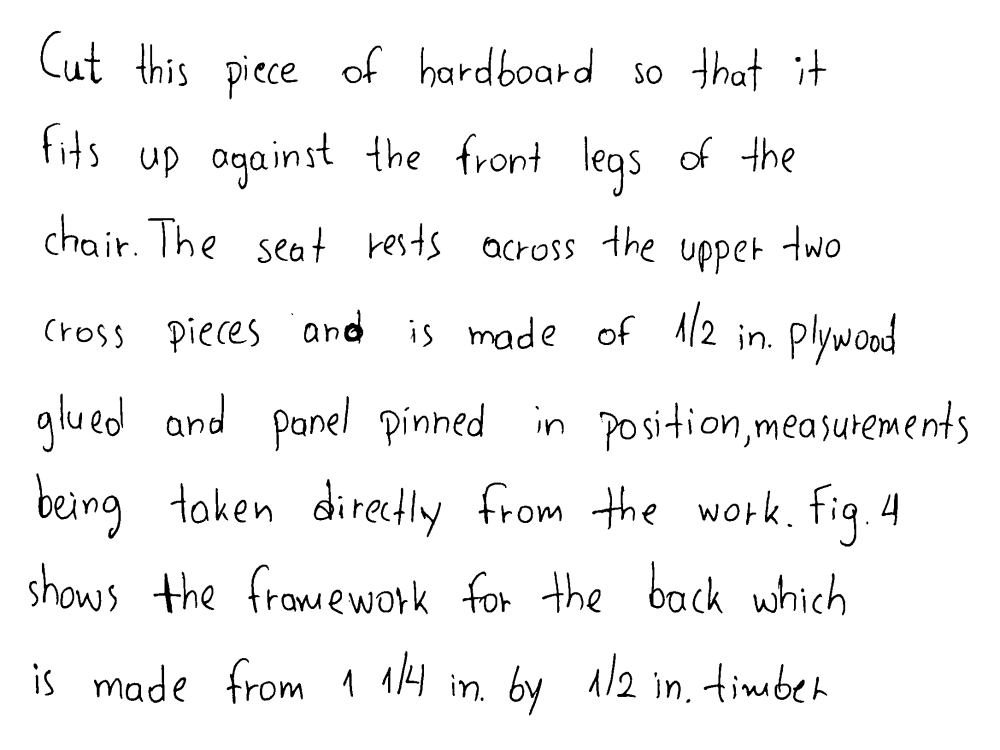 Cut this piece of hardboard so that it
fits up against the front legs of the
chair. The seat rests across the upper two
cross pieces and is made of 1/2 in. plywood
glued and panel pinned in position, measurements
being taken directly from the work. Fig. 4
shows the framework for the back which
is made from 1 1/4 in. by 1/2 in. timber